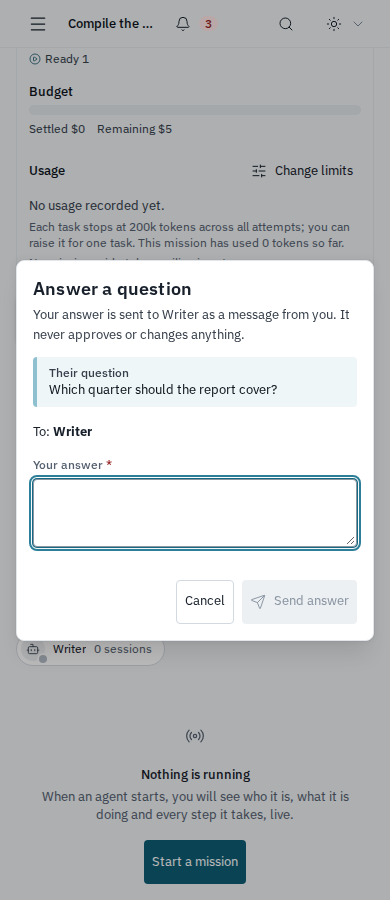 Compile the ...
3
Ready 1
Budget
Settled $0 Remaining $5
Usage
Change limits
No usage recorded yet.
Each task stops at 200k tokens across all attempts; you can
raise it for one task. This mission has used 0 tokens so far.
Answer a question
Your answer is sent to Writer as a message from you. It
never approves or changes anything.
Their question
Which quarter should the report cover?
To: Writer
Your answer *
Cancel
Send answer
Writer 0 sessions
Nothing is running
When an agent starts, you will see who it is, what it is
doing and every step it takes, live.
Start a mission